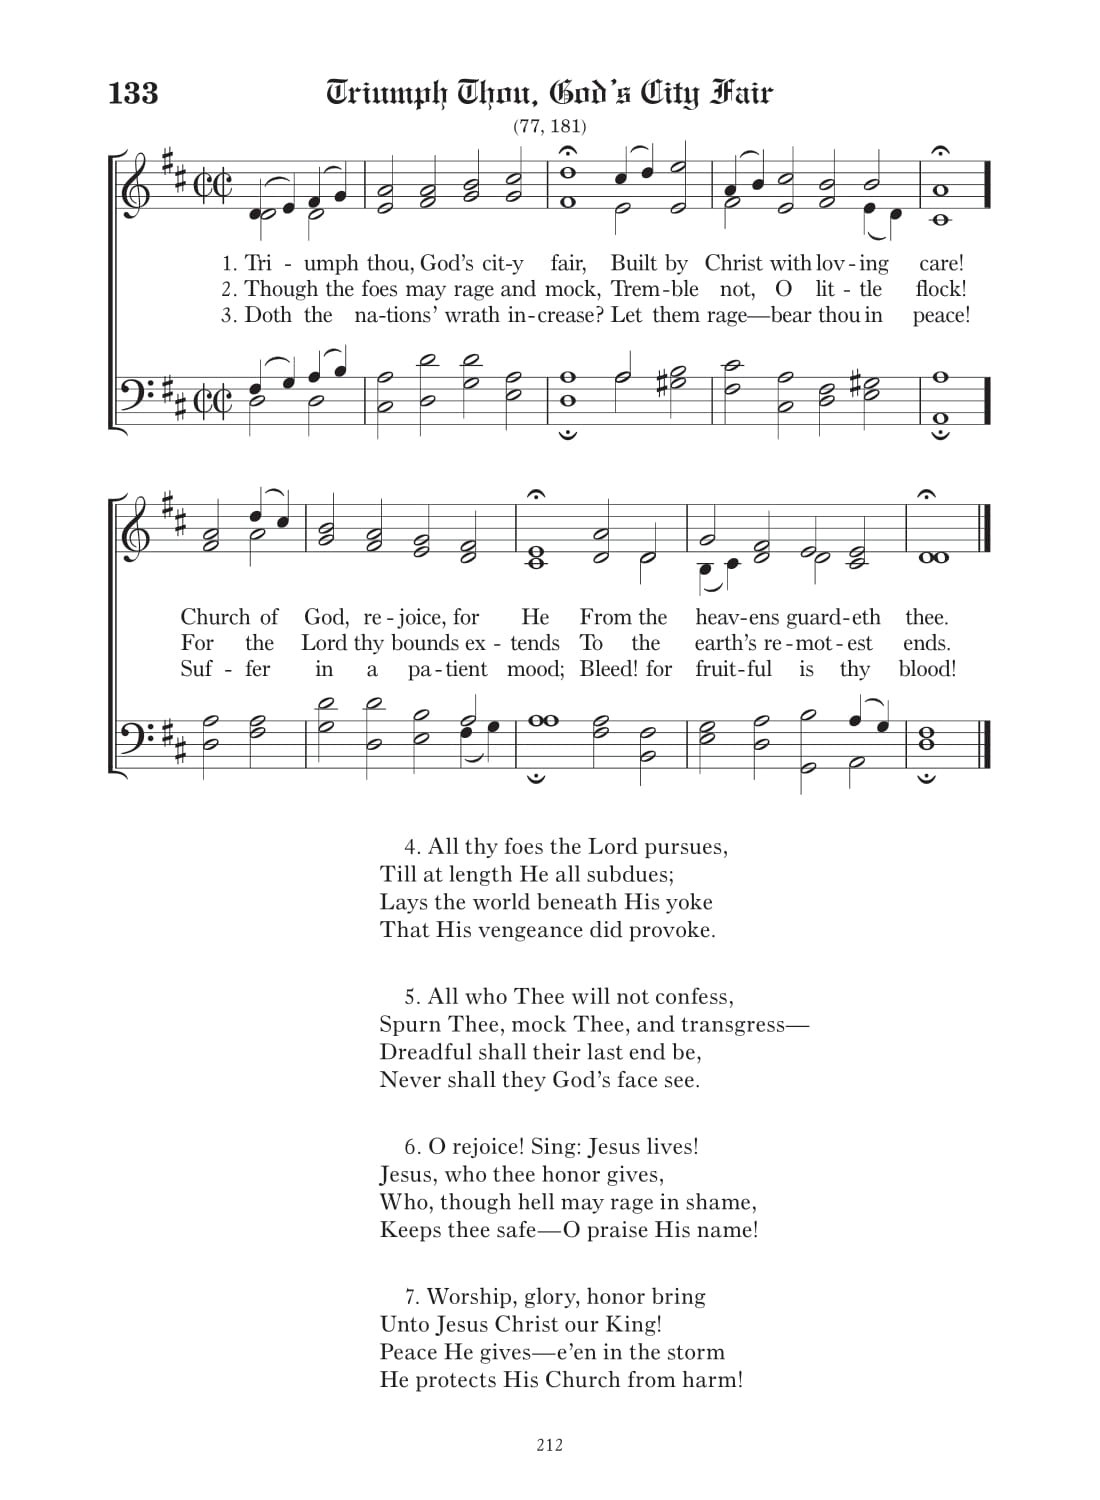 133 Triumph Thou, God's City Fair
(77, 181)
1. Tri - umph thou, God's cit-y fair, Built by Christ with lov-ing care!
2. Though the foes may rage and mock, Trem-ble not, O lit - tle flock!
3. Doth the na-tions' wrath in-crease? Let them rage—bear thou in peace!
Church of God, re-joice, for He From the heav-ens guard-eth thee.
For the Lord thy bounds ex - tends To the earth's re-mot-est ends.
Suf - fer in a pa-tient mood; Bleed! for fruit-ful is thy blood!
4. All thy foes the Lord pursues,
Till at length He all subdues;
Lays the world beneath His yoke
That His vengeance did provoke.
5. All who Thee will not confess,
Spurn Thee, mock Thee, and transgress—
Dreadful shall their last end be,
Never shall they God's face see.
6. O rejoice! Sing: Jesus lives!
Jesus, who thee honor gives,
Who, though hell may rage in shame,
Keeps thee safe—O praise His name!
7. Worship, glory, honor bring
Unto Jesus Christ our King!
Peace He gives—e'en in the storm
He protects His Church from harm!
212